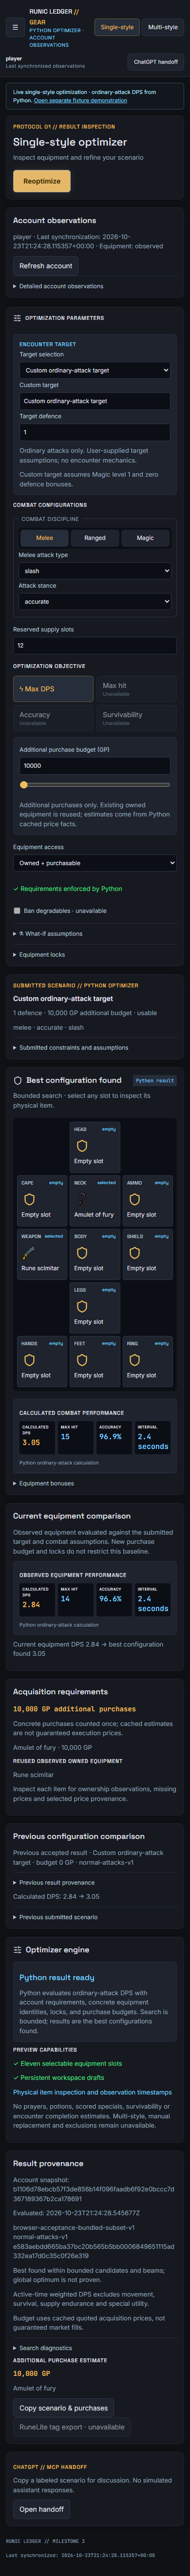 RUNIC LEDGER //
GEAR
PYTHON OPTIMIZER ·
ACCOUNT
OBSERVATIONS
Single-style
Multi-style
player
Last synchronized observations
ChatGPT handoff
Live single-style optimization · ordinary-attack DPS from
Python. Open separate fixture demonstration
PROTOCOL 01 // RESULT INSPECTION
Single-style optimizer
Inspect equipment and refine your scenario
Reoptimize
Account observations
player · Last synchronization: 2026-10-
23T21:24:28.115357+00:00 · Equipment: observed
Refresh account
▸ Detailed account observations
OPTIMIZATION PARAMETERS
ENCOUNTER TARGET
Target selection
Custom ordinary-attack target
Custom target
Custom ordinary-attack target
Target defence
1
Ordinary attacks only. User-supplied target
assumptions; no encounter mechanics.
Custom target assumes Magic level 1 and zero
defence bonuses.
COMBAT CONFIGURATIONS
COMBAT DISCIPLINE
Melee
Ranged
Magic
Melee attack type
slash
Attack stance
accurate
Reserved supply slots
12
OPTIMIZATION OBJECTIVE
ϟ Max DPS
Max hit
Unavailable
Accuracy
Unavailable
Survivability
Unavailable
Additional purchase budget (GP)
10000
Additional purchases only. Existing owned
equipment is reused; estimates come from Python
cached price facts.
Equipment access
Owned + purchasable
✓ Requirements enforced by Python
Ban degradables · unavailable
▸ ⚗ What-if assumptions
▸ Equipment locks
SUBMITTED SCENARIO // PYTHON OPTIMIZER
Custom ordinary-attack target
1 defence · 10,000 GP additional budget · usable
melee · accurate · slash
▸ Submitted constraints and assumptions
Best configuration found
Python result
Bounded search · select any slot to inspect its
physical item.
HEAD empty
Empty slot
CAPE empty
Empty slot
NECK selected
Amulet of fury
AMMO empty
Empty slot
WEAPON selected
Rune scimitar
BODY empty
Empty slot
SHIELD empty
Empty slot
LEGS empty
Empty slot
HANDS empty
Empty slot
FEET empty
Empty slot
RING empty
Empty slot
CALCULATED COMBAT PERFORMANCE
CALCULATED DPS
3.05
MAX HIT
15
ACCURACY
96.9%
INTERVAL
2.4 seconds
Python ordinary-attack calculation
▸ Equipment bonuses
Current equipment comparison
Observed equipment evaluated against the submitted
target and combat assumptions. New purchase
budget and locks do not restrict this baseline.
OBSERVED EQUIPMENT PERFORMANCE
CALCULATED DPS
2.84
MAX HIT
14
ACCURACY
96.6%
INTERVAL
2.4 seconds
Python ordinary-attack calculation
Current equipment DPS 2.84 → best configuration
found 3.05
Acquisition requirements
10,000 GP additional purchases
Concrete purchases counted once; cached estimates
are not guaranteed execution prices.
Amulet of fury · 10,000 GP
REUSED OBSERVED OWNED EQUIPMENT
Rune scimitar
Inspect each item for ownership observations, missing
prices and selected price provenance.
Previous configuration comparison
Previous accepted result · Custom ordinary-attack
target · budget 0 GP · normal-attacks-v1
▸ Previous result provenance
Calculated DPS: 2.84 → 3.05
▸ Previous submitted scenario
Optimizer engine
Python result ready
Python evaluates ordinary-attack DPS with
account requirements, concrete equipment
identities, locks, and purchase budgets. Search is
bounded; results are the best configurations
found.
PREVIEW CAPABILITIES
✓ Eleven selectable equipment slots
✓ Persistent workspace drafts
Physical item inspection and observation timestamps
No prayers, potions, scored specials, survivability or
encounter completion estimates. Multi-style, manual
replacement and exclusions remain unavailable.
Result provenance
Account snapshot:
Evaluated: 2026-10-23T21:24:28.545677Z
browser-acceptance-bundled-subset-v1
normal-attacks-v1
Best found within bounded candidates and beams;
global optimum is not proven.
Active-time weighted DPS excludes movement,
survival, supply endurance and special utility.
Budget uses cached quoted acquisition prices, not
guaranteed market fills.
▸ Search diagnostics
ADDITIONAL PURCHASE ESTIMATE
10,000 GP
Amulet of fury
Copy scenario & purchases
RuneLite tag export · unavailable
CHATGPT // MCP HANDOFF
Copy a labeled scenario for discussion. No simulated
assistant responses.
Open handoff
RUNIC LEDGER // MILESTONE 3
Last synchronized: 2026-10-23T21:24:28.115357+00:00